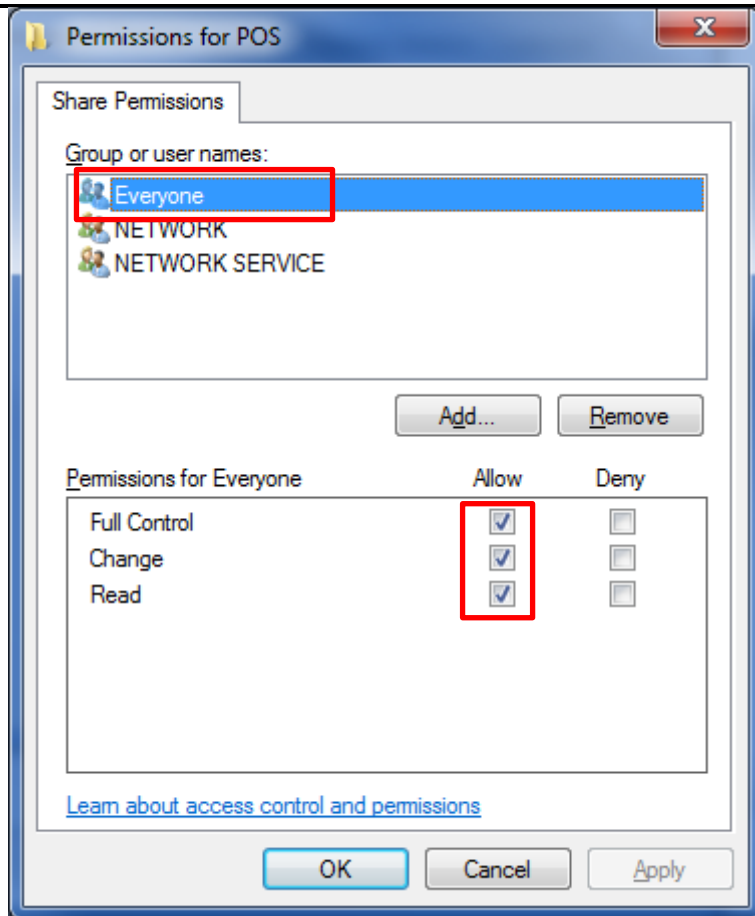 Permissions for POS
Share Permissions
Group or user names:
Everyone
NETWORK
NETWORK SERVICE
Add...
Remove
Permissions for Everyone
Allow
Deny
Full Control
Change
Read
Learn about access control and permissions
OK
Cancel
Apply